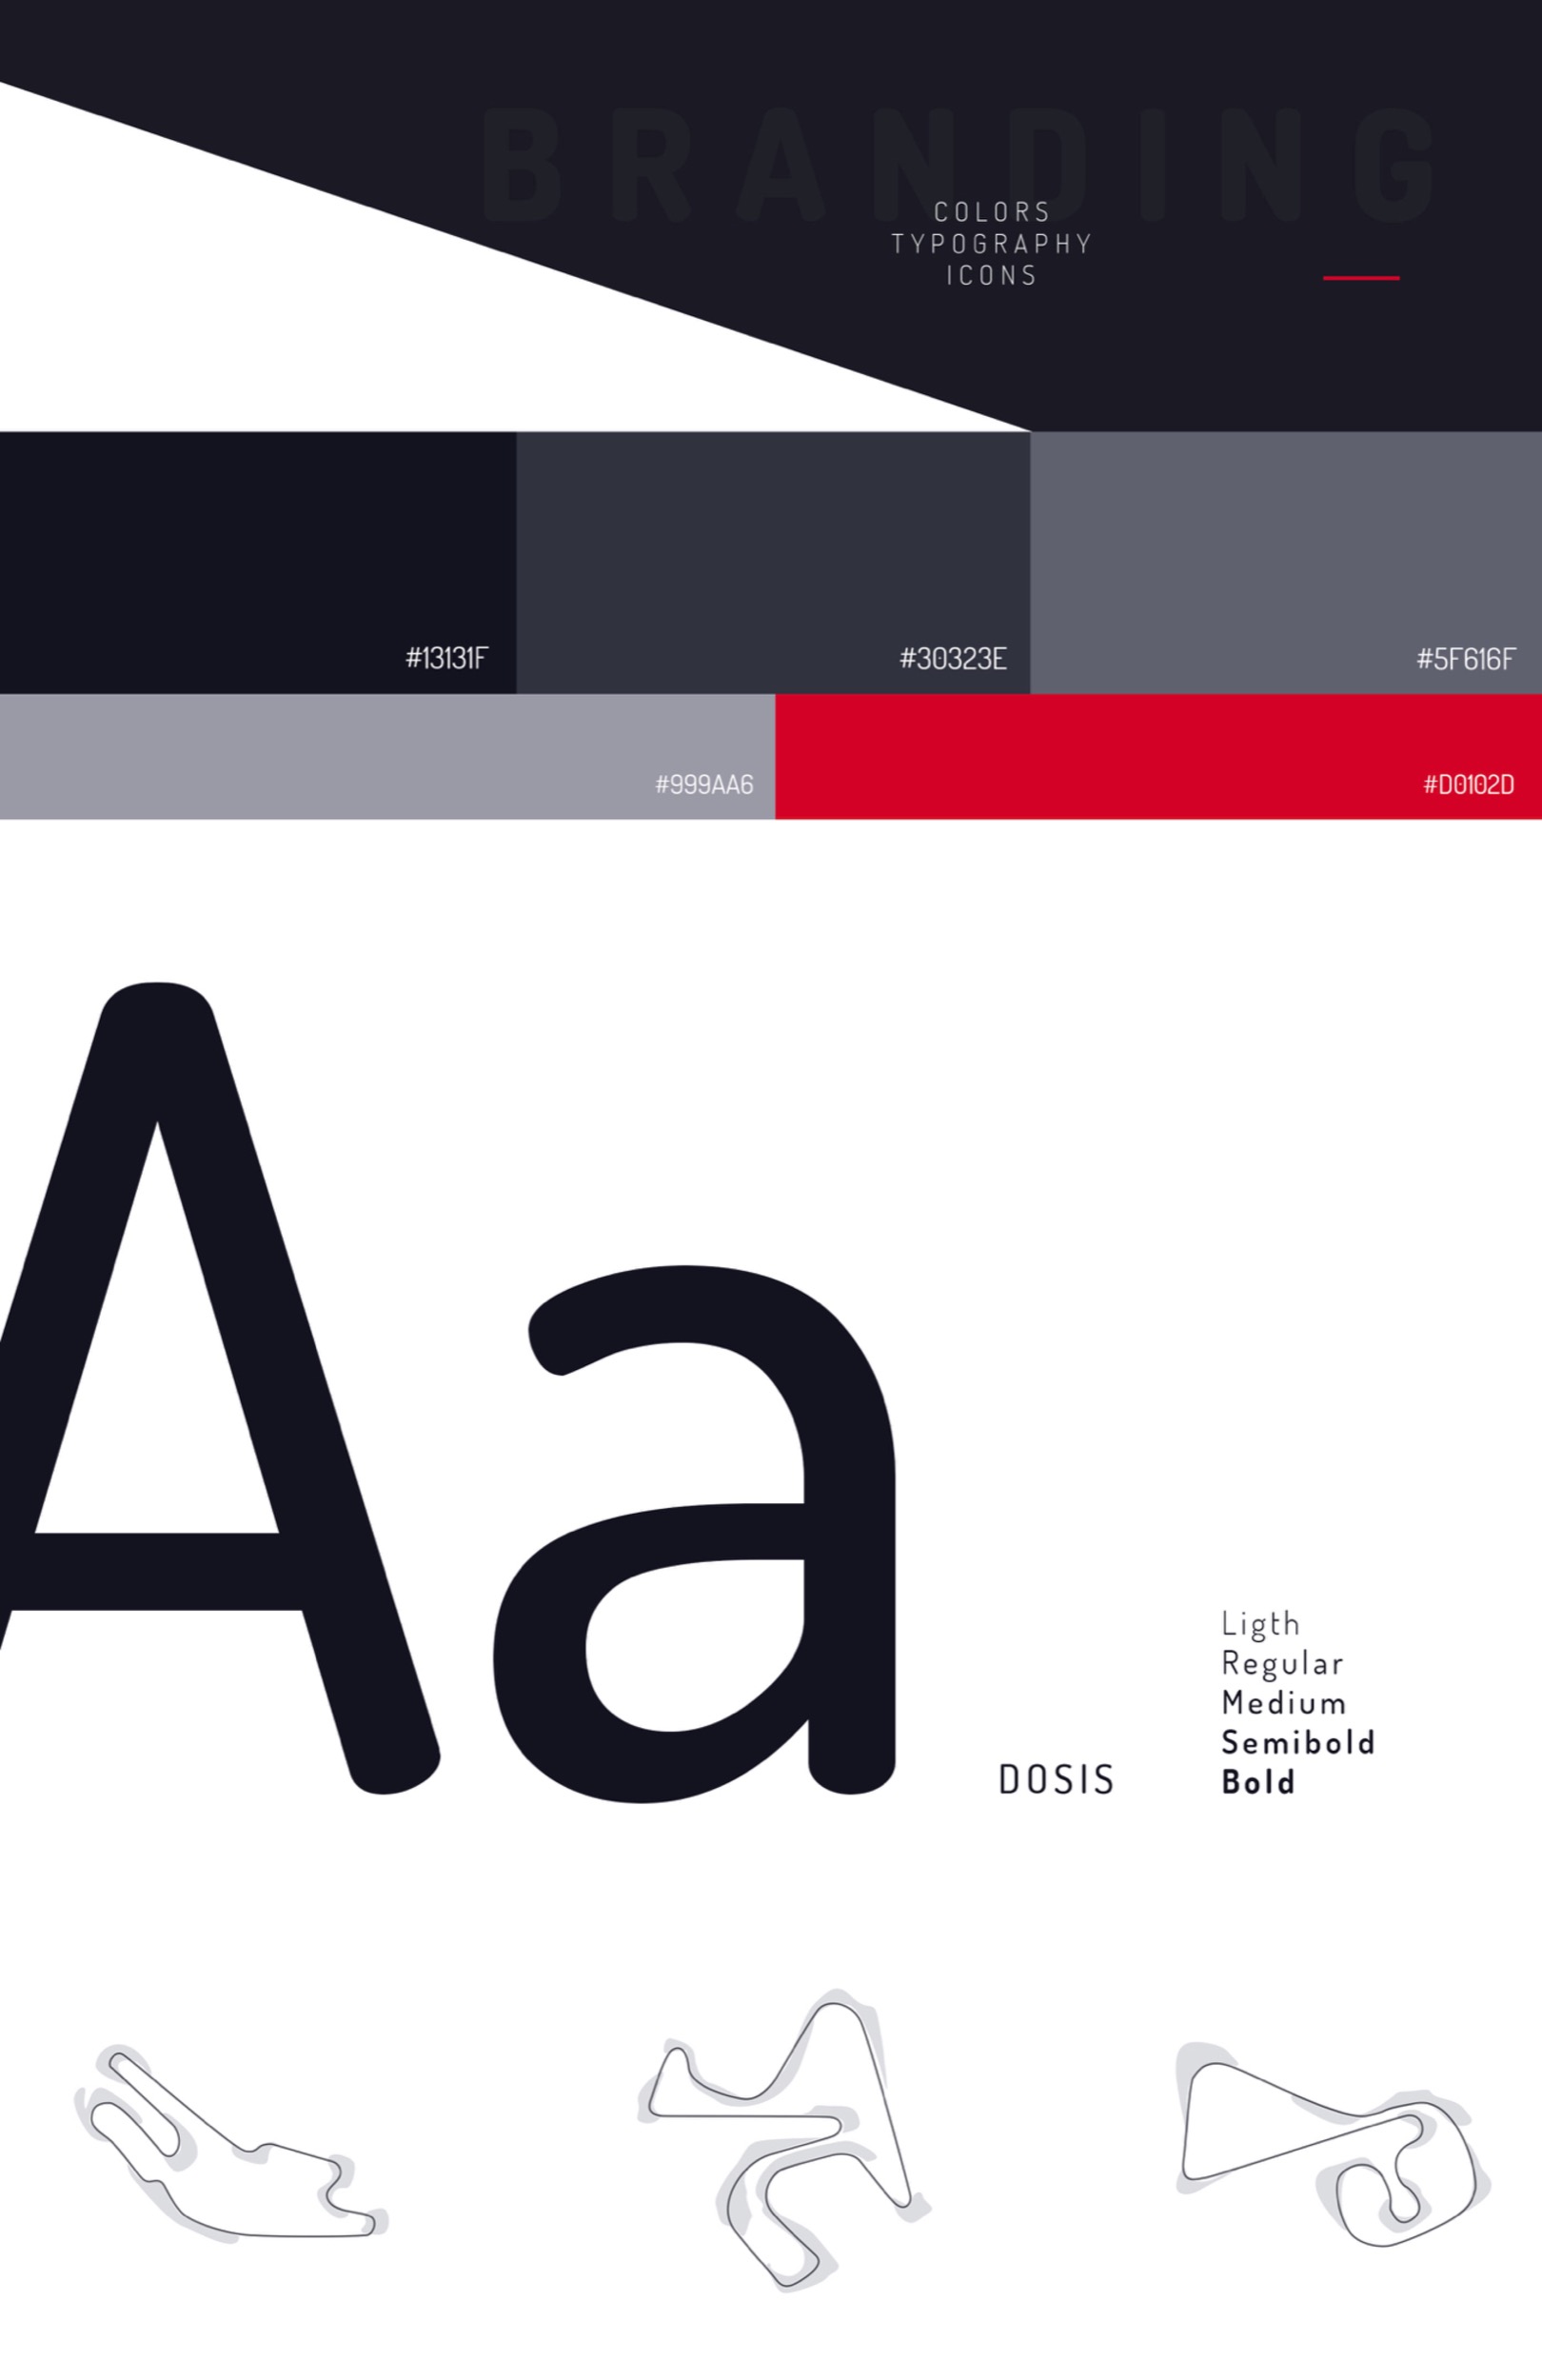 BRANDING
COLORS
TYPOGRAPHY
ICONS
#13131F
#30323E
#5F616F
#999AA6
#D0102D
Aa
DOSIS
Ligth
Regular
Medium
Semibold
Bold